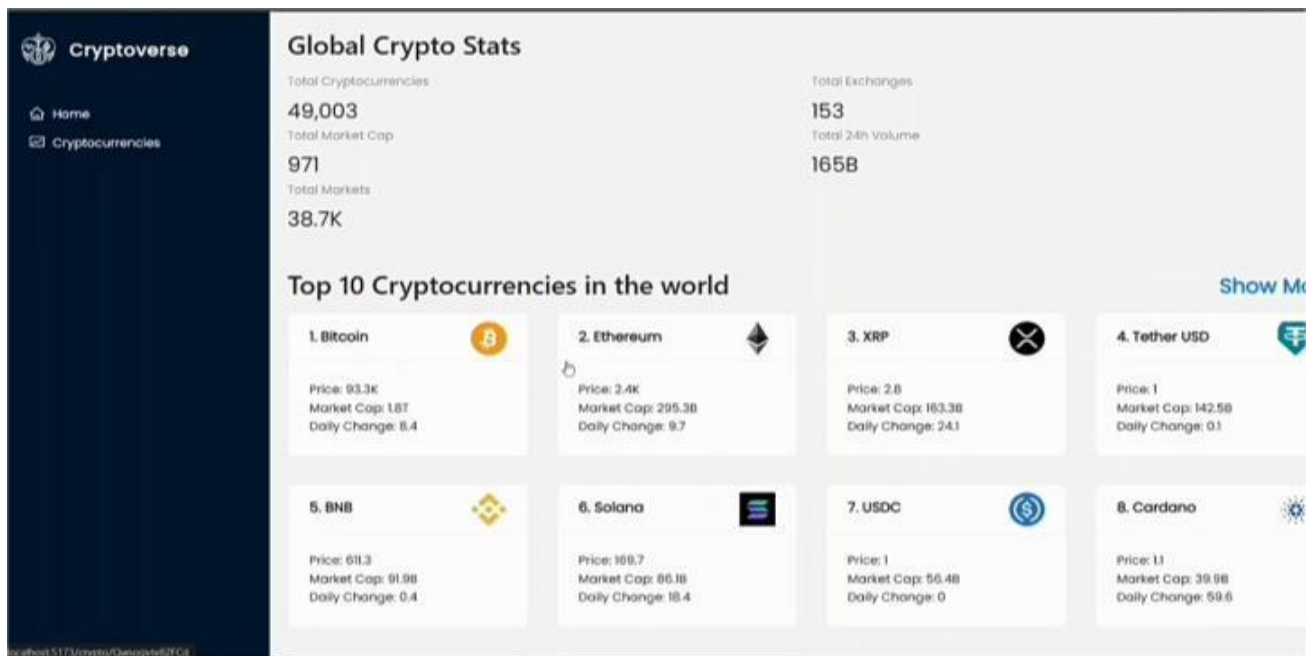 Cryptoverse
Home
Cryptocurrencies
Global Crypto Stats
Total Cryptocurrencies
49,003
Total Exchanges
153
Total Market Cap
971
Total 24h Volume
165B
Total Markets
38.7K
Top 10 Cryptocurrencies in the world
Show Mo
1. Bitcoin
Price: 93.3K
Market Cap: 1.8T
Daily Change: 8.4
2. Ethereum
Price: 2.4K
Market Cap: 295.3B
Daily Change: 9.7
3. XRP
Price: 2.8
Market Cap: 163.3B
Daily Change: 24.1
4. Tether USD
Price: 1
Market Cap: 142.5B
Daily Change: 0.1
5. BNB
Price: 611.3
Market Cap: 91.9B
Daily Change: 0.4
6. Solana
Price: 169.7
Market Cap: 86.1B
Daily Change: 18.4
7. USDC
Price: 1
Market Cap: 56.4B
Daily Change: 0
8. Cardano
Price: 1.1
Market Cap: 39.9B
Daily Change: 59.6